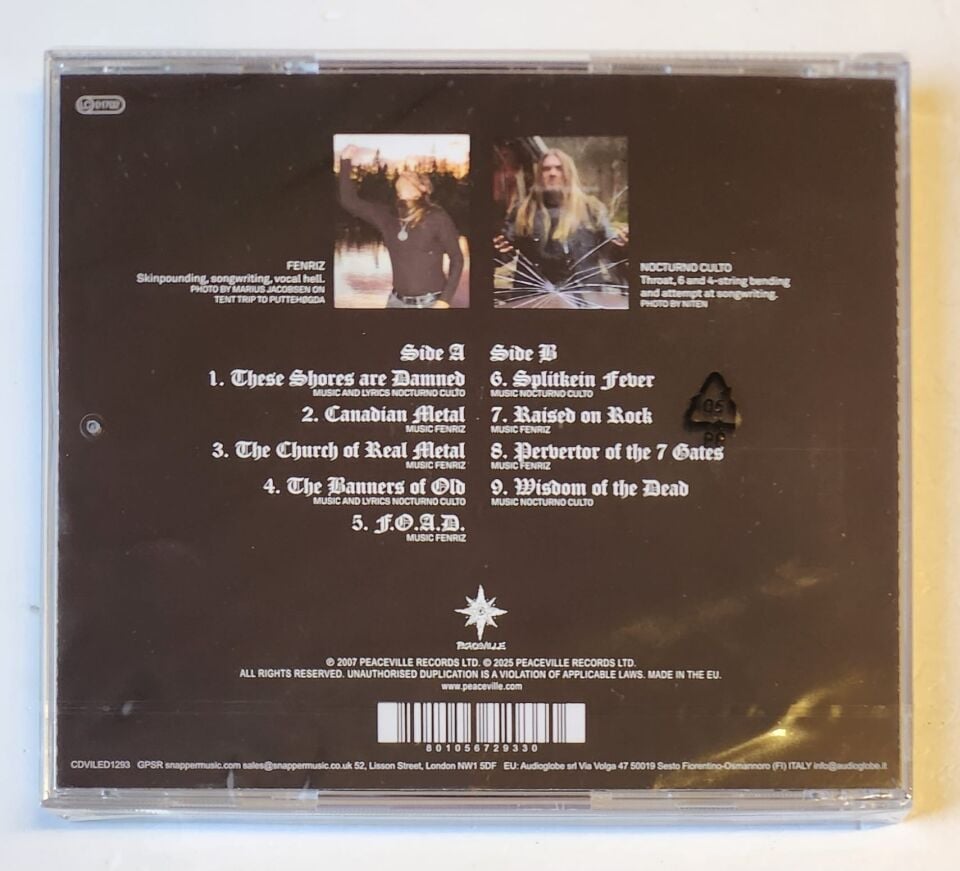 LC 01702
FENRIZ
Skinpounding, songwriting, vocal hell.
PHOTO BY MARIUS JACOBSEN ON
TENT TRIP TO PUTTEHØGDA
NOCTURNO CULTO
Throat, 6 and 4-string bending
and attempt at songwriting.
PHOTO BY NITEN
Side A
1. These Shores are Damned
MUSIC AND LYRICS NOCTURNO CULTO
2. Canadian Metal
MUSIC FENRIZ
3. The Church of Real Metal
MUSIC FENRIZ
4. The Banners of Old
MUSIC AND LYRICS NOCTURNO CULTO
5. F.O.A.D.
MUSIC FENRIZ
Side B
6. Splitkein Fever
MUSIC NOCTURNO CULTO
7. Raised on Rock
MUSIC FENRIZ
8. Pervertor of the 7 Gates
MUSIC FENRIZ
9. Wisdom of the Dead
MUSIC NOCTURNO CULTO
PEACEVILLE
℗ 2007 PEACEVILLE RECORDS LTD. © 2025 PEACEVILLE RECORDS LTD.
ALL RIGHTS RESERVED. UNAUTHORISED DUPLICATION IS A VIOLATION OF APPLICABLE LAWS. MADE IN THE EU.
www.peaceville.com
801056729330
CDVILED1293 GPSR snappermusic.com sales@snappermusic.co.uk 52, Lisson Street, London NW1 5DF EU: Audioglobe srl Via Volga 47 50019 Sesto Fiorentino-Osmannoro (FI) ITALY info@audioglobe.it